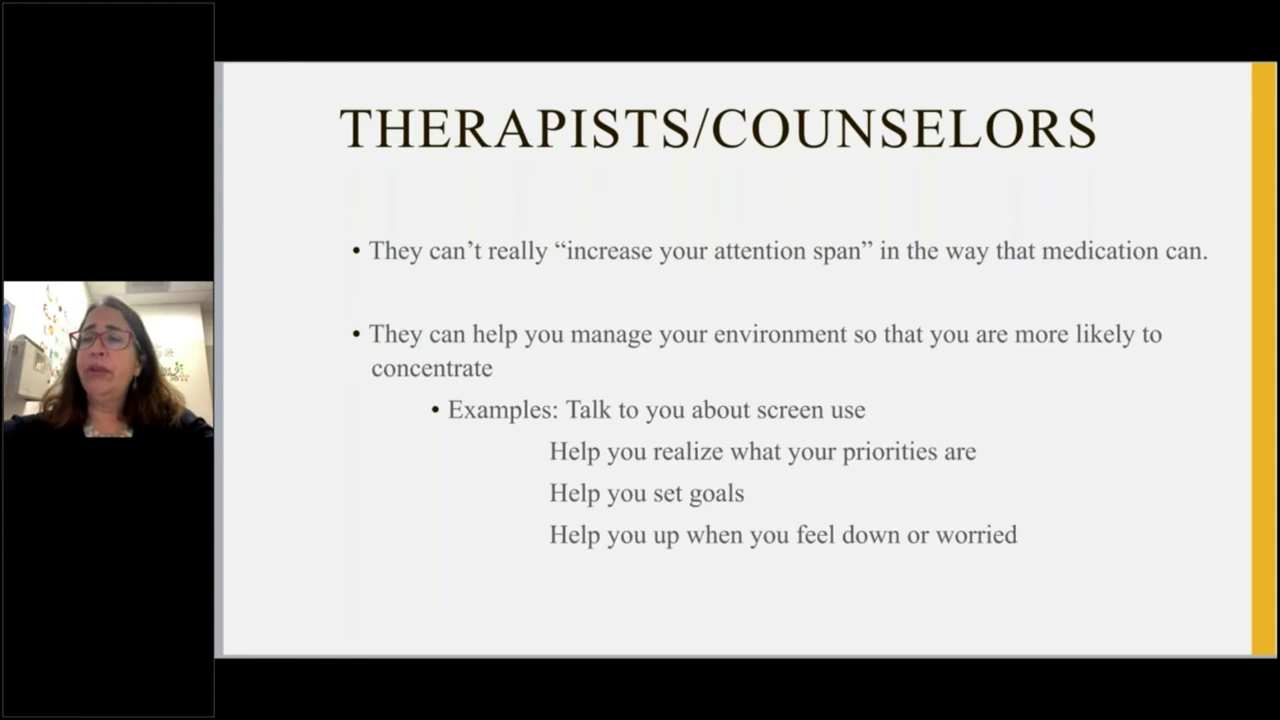 THERAPISTS/COUNSELORS
• They can’t really “increase your attention span” in the way that medication can.
• They can help you manage your environment so that you are more likely to
concentrate
• Examples: Talk to you about screen use
Help you realize what your priorities are
Help you set goals
Help you up when you feel down or worried